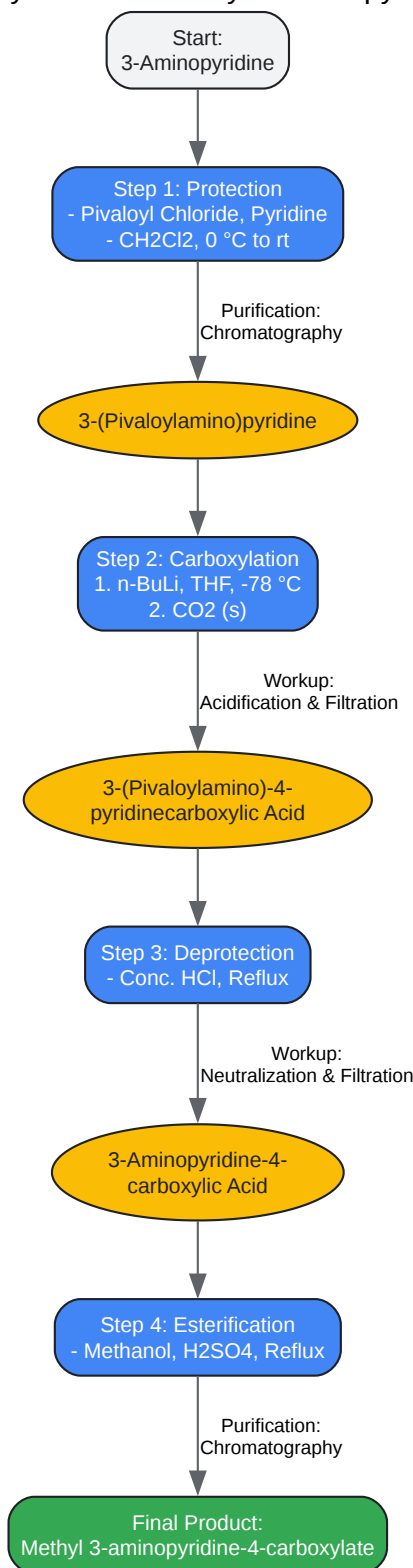 Start:
3-Aminopyridine
Step 1: Protection
- Pivaloyl Chloride, Pyridine
- CH2Cl2, 0 °C to rt
Purification:
Chromatography
3-(Pivaloylamino)pyridine
Step 2: Carboxylation
1. n-BuLi, THF, -78 °C
2. CO2 (s)
Workup:
Acidification & Filtration
3-(Pivaloylamino)-4-
pyridinecarboxylic Acid
Step 3: Deprotection
- Conc. HCl, Reflux
Workup:
Neutralization & Filtration
3-Aminopyridine-4-
carboxylic Acid
Step 4: Esterification
- Methanol, H2SO4, Reflux
Purification:
Chromatography
Final Product:
Methyl 3-aminopyridine-4-carboxylate